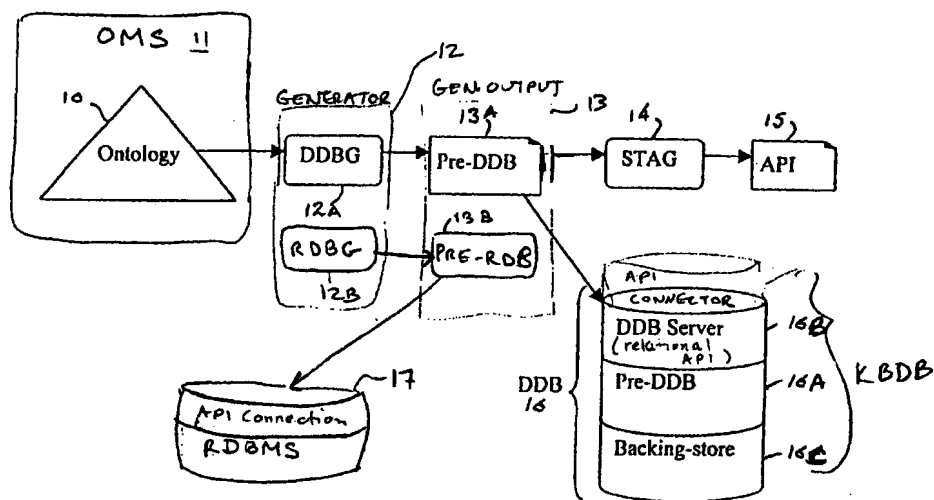 OMS 11
10
Ontology
GENERATOR
12
DDBG
12A
RDBG
12B
GEN. OUTPUT
13
13A
Pre-DDB
13B
PRE-RDB
14
STAG
15
API
17
API Connection
RDBMS
API
CONNECTOR
DDB Server
(relational
API)
16B
Pre-DDB
16A
Backing-store
16C
DDB
16
KBDB